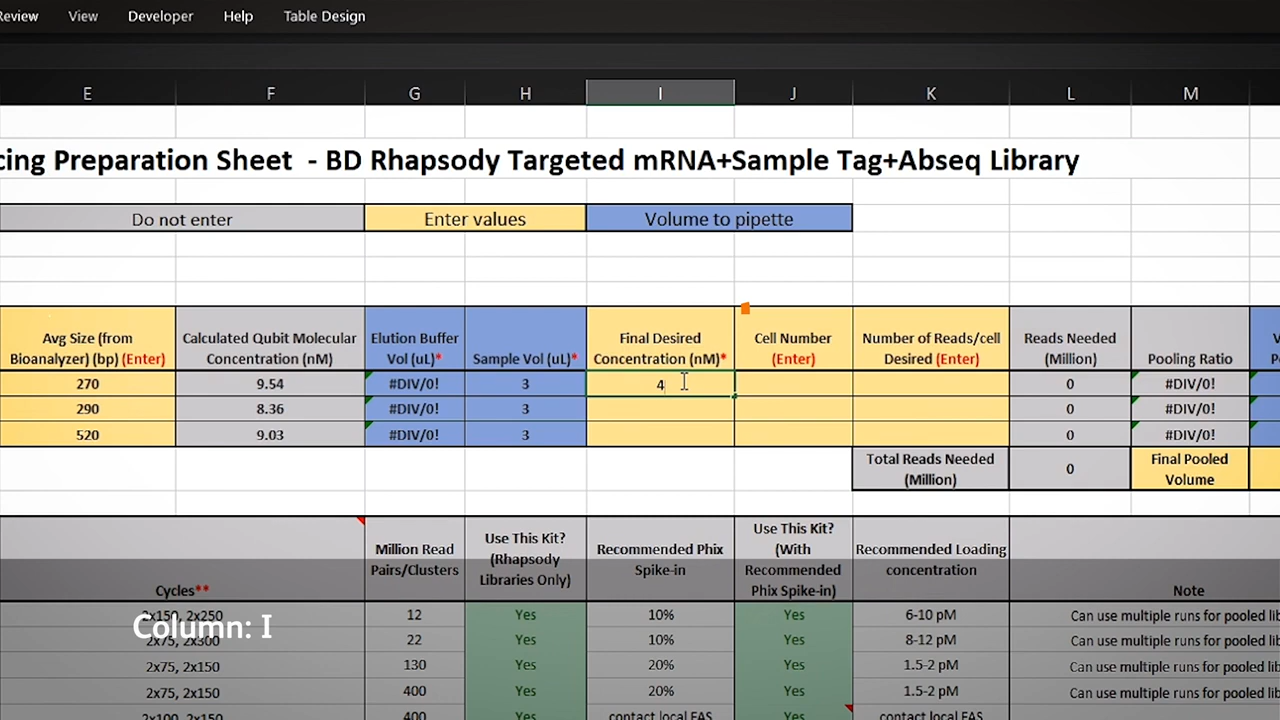 Review View Developer Help Table Design
E F G H I J K L M
cing Preparation Sheet - BD Rhapsody Targeted mRNA+Sample Tag+Abseq Library
Do not enter Enter values Volume to pipette
Avg Size (from Bioanalyzer) (bp) (Enter)
Calculated Qubit Molecular Concentration (nM)
Elution Buffer Vol (uL)*
Sample Vol (uL)*
Final Desired Concentration (nM)*
Cell Number (Enter)
Number of Reads/cell Desired (Enter)
Reads Needed (Million)
Pooling Ratio
270 9.54 #DIV/0! 3 4 0 #DIV/0!
290 8.36 #DIV/0! 3 0 #DIV/0!
520 9.03 #DIV/0! 3 0 #DIV/0!
Total Reads Needed (Million) 0 Final Pooled Volume
Cycles**
Million Read Pairs/Clusters
Use This Kit? (Rhapsody Libraries Only)
Recommended Phix Spike-in
Use This Kit? (With Recommended Phix Spike-in)
Recommended Loading concentration
Note
2x150, 2x250 12 Yes 10% Yes 6-10 pM Can use multiple runs for pooled lib
2x75, 2x300 22 Yes 10% Yes 8-12 pM Can use multiple runs for pooled lib
2x75, 2x150 130 Yes 20% Yes 1.5-2 pM Can use multiple runs for pooled lib
2x75, 2x150 400 Yes 20% Yes 1.5-2 pM Can use multiple runs for pooled lib
2x100, 2x150 400 Yes contact local FAS Yes contact local FAS
Column: I